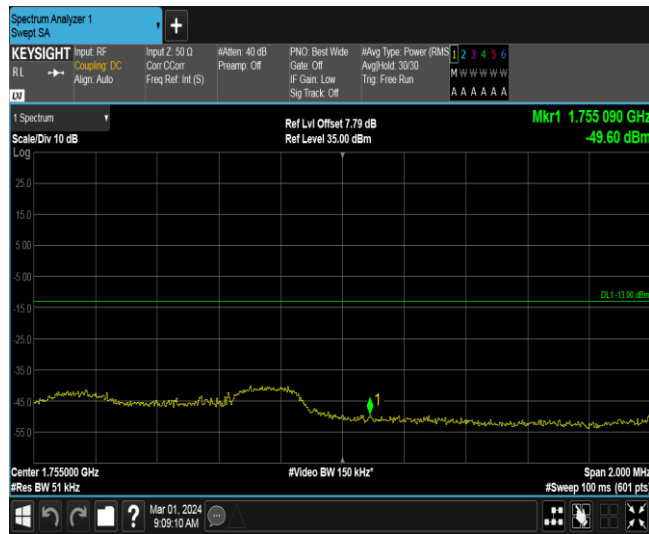 Spectrum Analyzer 1
Swept SA
+
KEYSIGHT
RL
LXI
Input: RF
Coupling: DC
Align: Auto
Input Z: 50 Ω
Corr CCorr
Freq Ref: Int (S)
#Atten: 40 dB
Preamp: Off
PNO: Best Wide
Gate: Off
IF Gain: Low
Sig Track: Off
#Avg Type: Power (RMS
Avg|Hold: 30/30
Trig: Free Run
1 2 3 4 5 6
M W W W W W
A A A A A A
1 Spectrum
Scale/Div 10 dB
Log
Ref Lvl Offset 7.79 dB
Ref Level 35.00 dBm
Mkr1 1.755 090 GHz
-49.60 dBm
25.0
15.0
5.00
-5.00
-15.0
-25.0
-35.0
-45.0
-55.0
DL1 -13.00 dBm
1
Center 1.755000 GHz
#Res BW 51 kHz
#Video BW 150 kHz*
Span 2.000 MHz
#Sweep 100 ms (601 pts
?
Mar 01, 2024
9:09:10 AM